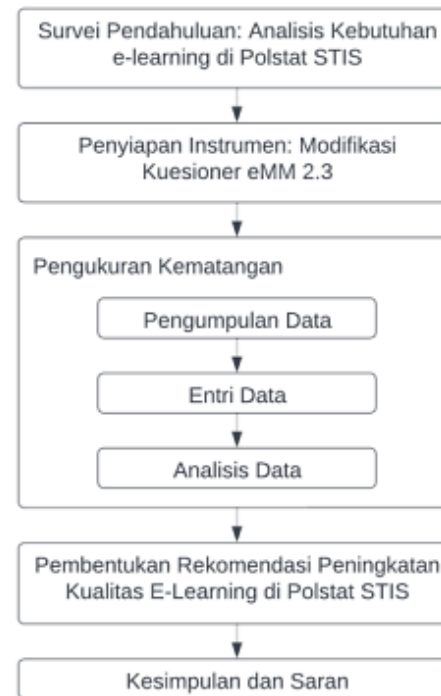 Survei Pendahuluan: Analisis Kebutuhan
e-learning di Polstat STIS
Penyiapan Instrumen: Modifikasi
Kuesioner eMM 2.3
Pengukuran Kematangan
Pengumpulan Data
Entri Data
Analisis Data
Pembentukan Rekomendasi Peningkatan
Kualitas E-Learning di Polstat STIS
Kesimpulan dan Saran